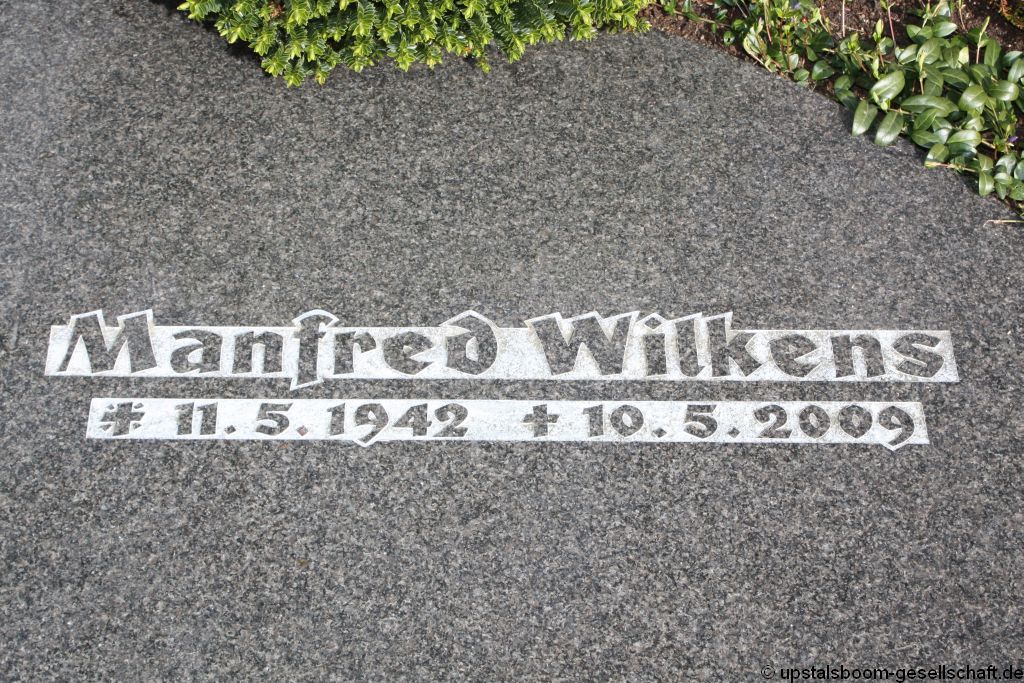 Manfred Wilkens
* 11. 5. 1942 † 10. 5. 2009
© upstalsboom-gesellschaft.de